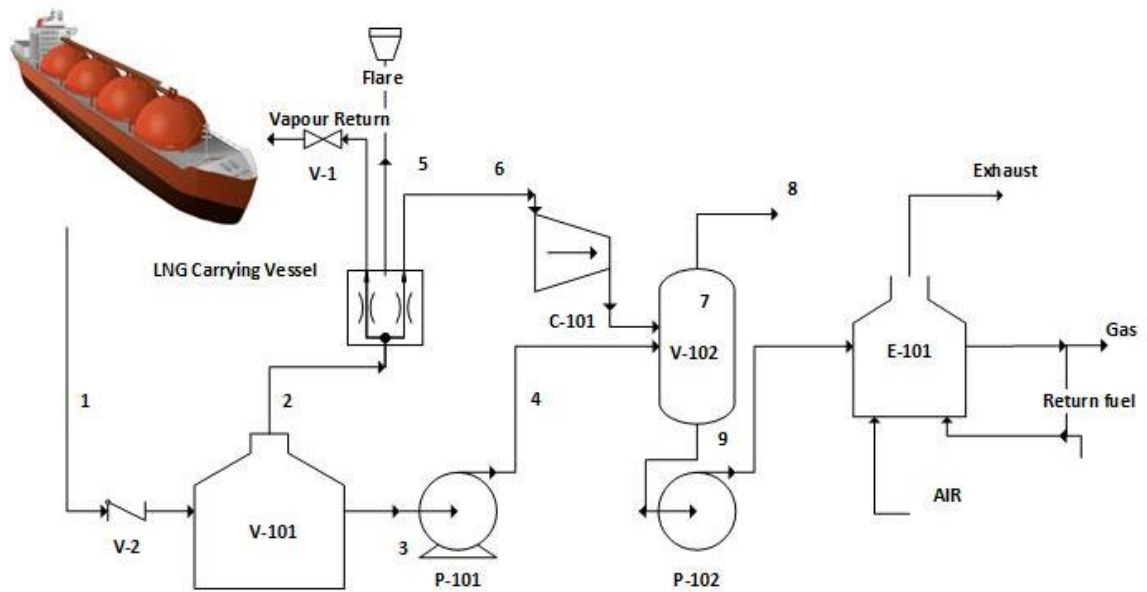 Flare
Vapour Return
V-1
5
6
8
Exhaust
LNG Carrying Vessel
7
C-101
V-102
E-101
Gas
1
2
4
Return fuel
9
AIR
V-2
V-101
3
P-101
P-102